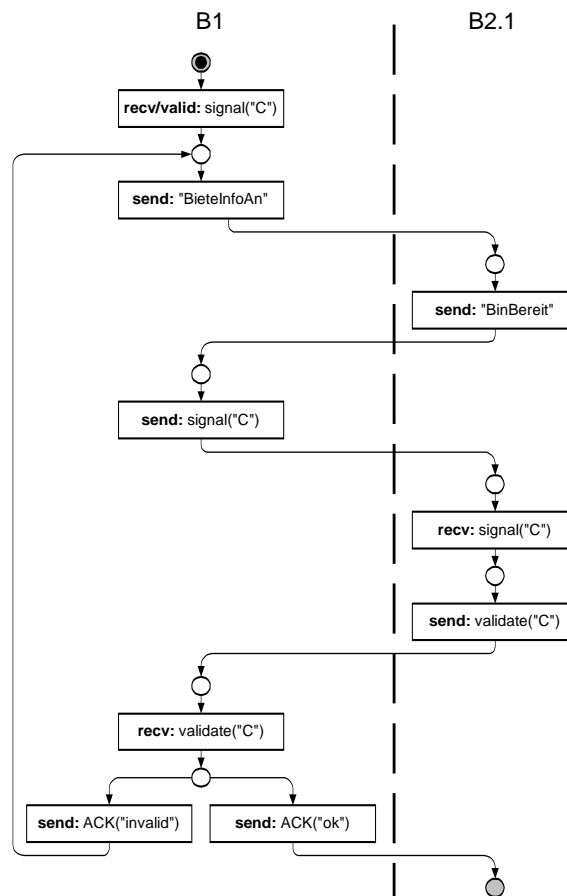 B1
B2.1
recv/valid: signal("C")
send: "BieteInfoAn"
send: "BinBereit"
send: signal("C")
recv: signal("C")
send: validate("C")
recv: validate("C")
send: ACK("invalid")
send: ACK("ok")